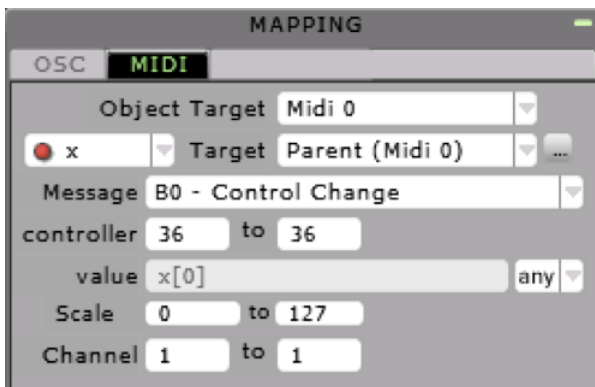 MAPPING
OSC MIDI
Object Target Midi 0
x Target Parent (Midi 0) ...
Message B0 - Control Change
controller 36 to 36
value x[0] any
Scale 0 to 127
Channel 1 to 1